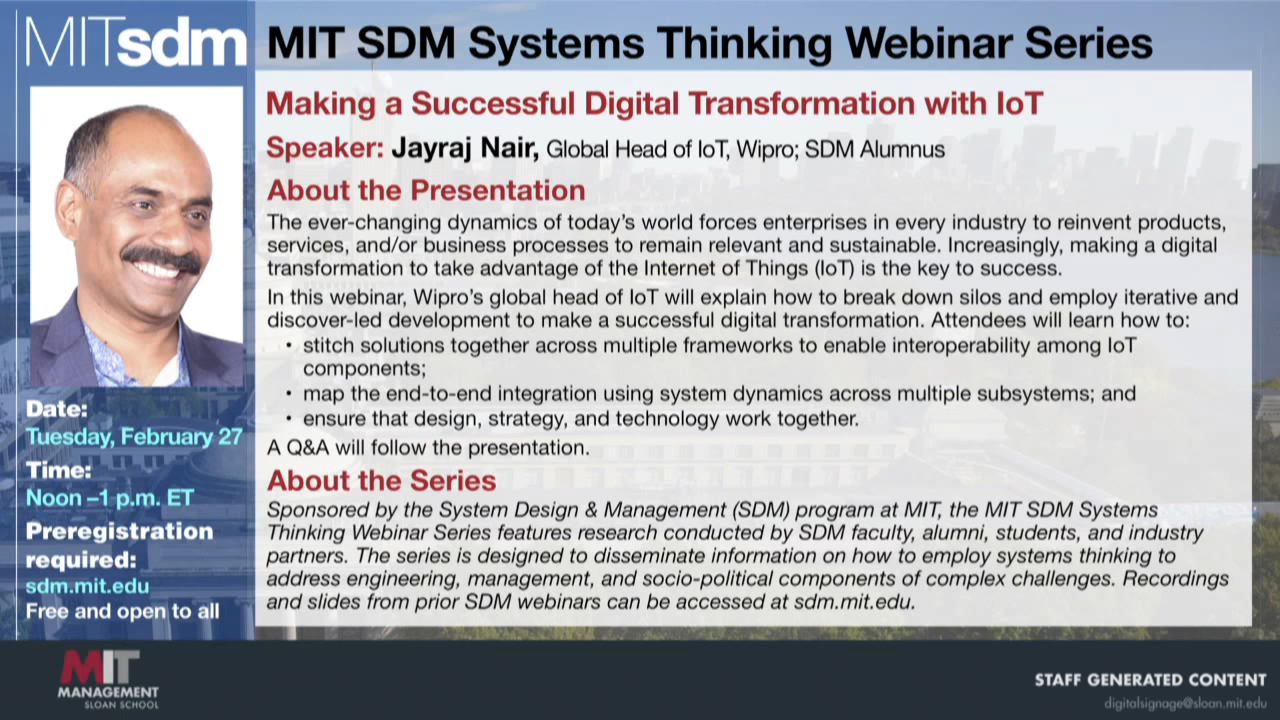 MITsdm
MIT SDM Systems Thinking Webinar Series
Making a Successful Digital Transformation with IoT
Speaker: Jayraj Nair, Global Head of IoT, Wipro; SDM Alumnus
About the Presentation
The ever-changing dynamics of today's world forces enterprises in every industry to reinvent products,
services, and/or business processes to remain relevant and sustainable. Increasingly, making a digital
transformation to take advantage of the Internet of Things (IoT) is the key to success.
In this webinar, Wipro's global head of IoT will explain how to break down silos and employ iterative and
discover-led development to make a successful digital transformation. Attendees will learn how to:
• stitch solutions together across multiple frameworks to enable interoperability among IoT
components;
• map the end-to-end integration using system dynamics across multiple subsystems; and
• ensure that design, strategy, and technology work together.
A Q&A will follow the presentation.
About the Series
Sponsored by the System Design & Management (SDM) program at MIT, the MIT SDM Systems
Thinking Webinar Series features research conducted by SDM faculty, alumni, students, and industry
partners. The series is designed to disseminate information on how to employ systems thinking to
address engineering, management, and socio-political components of complex challenges. Recordings
and slides from prior SDM webinars can be accessed at sdm.mit.edu.
Date:
Tuesday, February 27
Time:
Noon –1 p.m. ET
Preregistration
required:
sdm.mit.edu
Free and open to all
MIT
MANAGEMENT
SLOAN SCHOOL
STAFF GENERATED CONTENT
digitalsignage@sloan.mit.edu